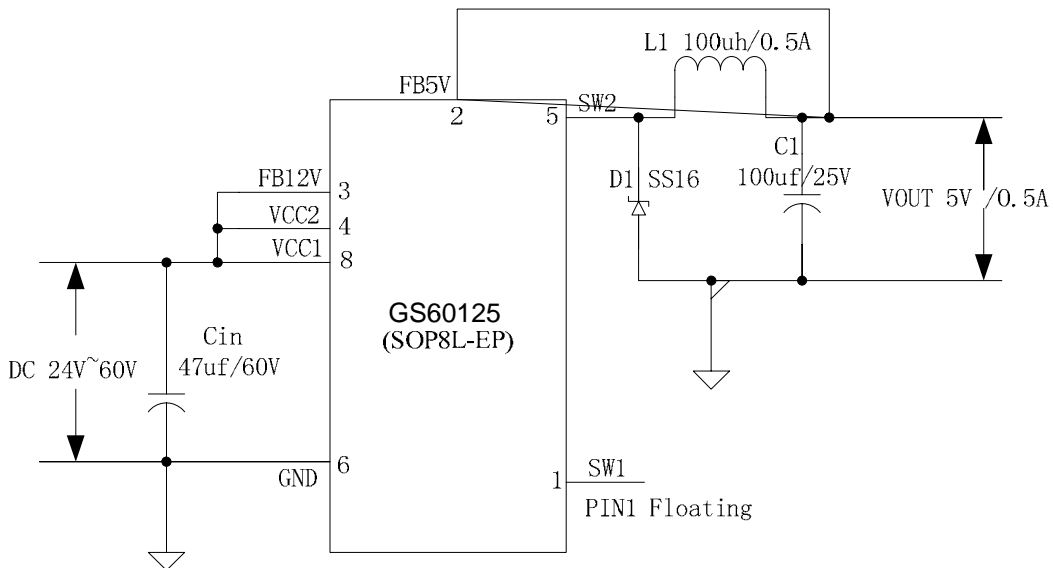 L1 100uh/0.5A
FB5V
2
5
SW2
C1
100uf/25V
D1 SS16
VOUT 5V /0.5A
FB12V
3
VCC2
4
VCC1
8
GS60125
(SOP8L-EP)
Cin
47uf/60V
DC 24V~60V
GND
6
1
SW1
PIN1 Floating